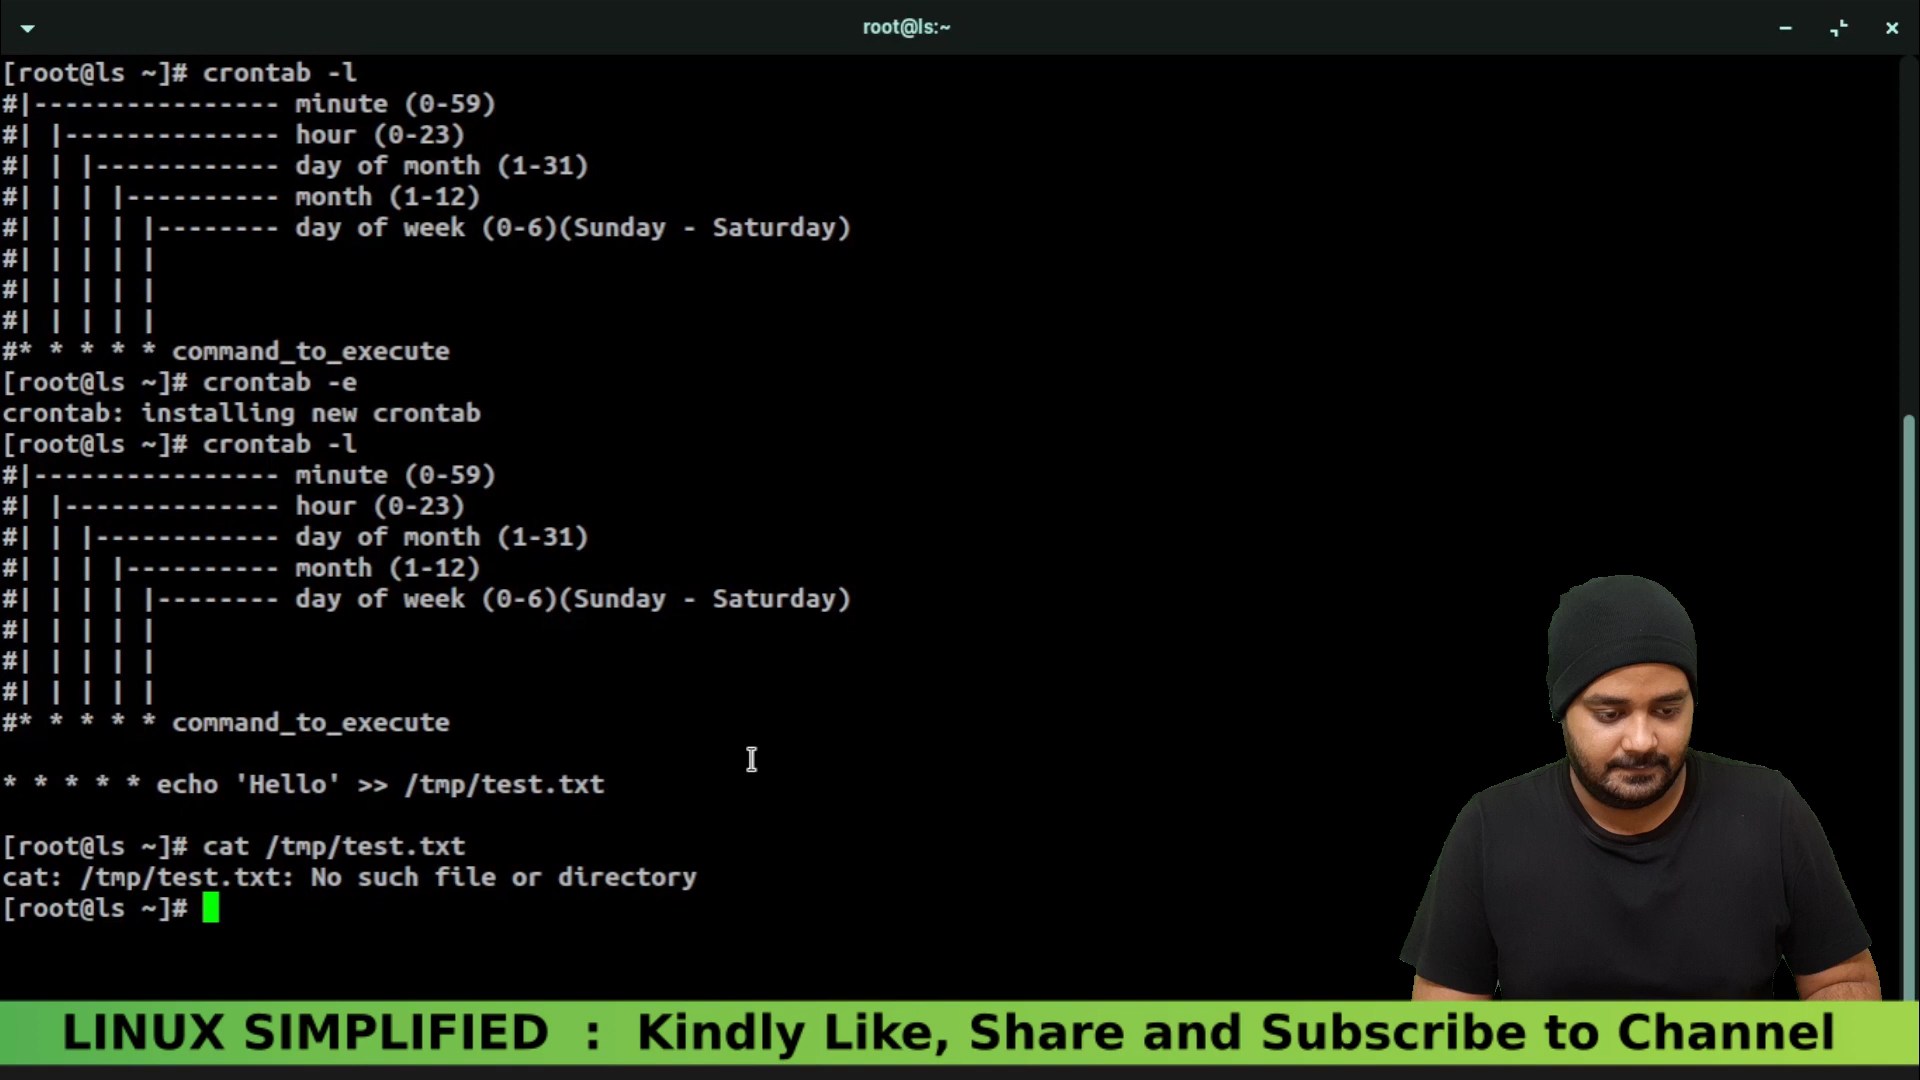 root@ls:~
[root@ls ~]# crontab -l
#|---------------- minute (0-59)
#| |-------------- hour (0-23)
#| | |------------ day of month (1-31)
#| | | |---------- month (1-12)
#| | | | |-------- day of week (0-6)(Sunday - Saturday)
#| | | | |
#| | | | |
#| | | | |
#* * * * * command_to_execute
[root@ls ~]# crontab -e
crontab: installing new crontab
[root@ls ~]# crontab -l
#|---------------- minute (0-59)
#| |-------------- hour (0-23)
#| | |------------ day of month (1-31)
#| | | |---------- month (1-12)
#| | | | |-------- day of week (0-6)(Sunday - Saturday)
#| | | | |
#| | | | |
#| | | | |
#* * * * * command_to_execute
* * * * * echo 'Hello' >> /tmp/test.txt
[root@ls ~]# cat /tmp/test.txt
cat: /tmp/test.txt: No such file or directory
[root@ls ~]#
LINUX SIMPLIFIED : Kindly Like, Share and Subscribe to Channel